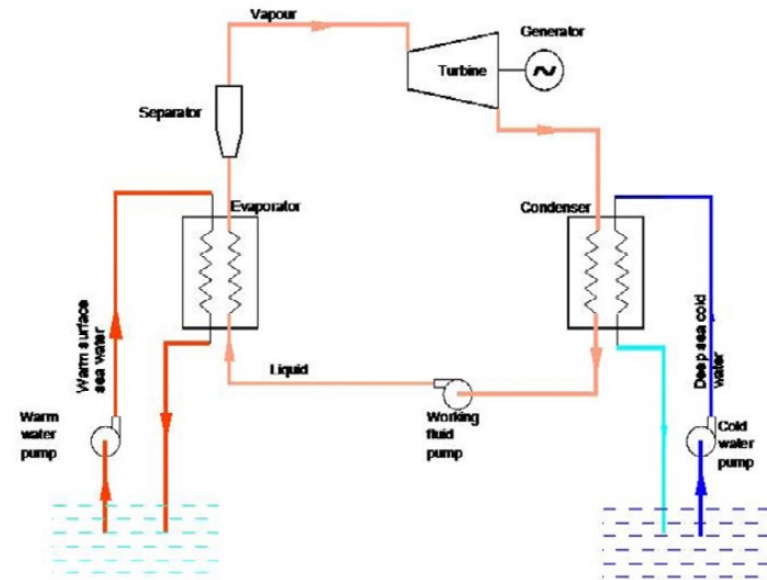 Vapour
Generator
Turbine
Separator
Evaporator
Condenser
Warm surface
sea water
Deep sea cold
water
Liquid
Warm
water
pump
Working
fluid
pump
Cold
water
pump